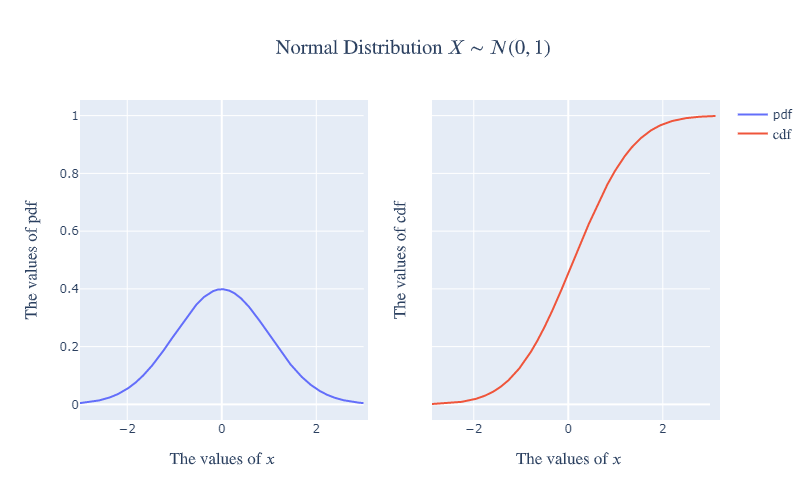 Normal Distribution X ∼ N(0, 1)
pdf
cdf
The values of pdf
1
0.8
0.6
0.4
0.2
0
−2
0
2
The values of x
The values of cdf
−2
0
2
The values of x